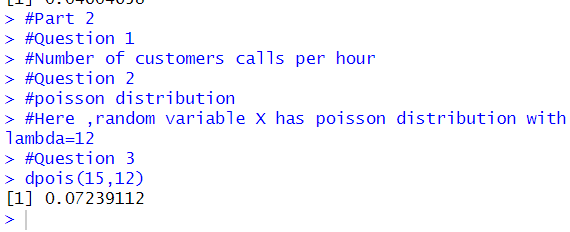 > #Part 2
> #Question 1
> #Number of customers calls per hour
> #Question 2
> #poisson distribution
> #Here ,random variable X has poisson distribution with
lambda=12
> #Question 3
> dpois(15,12)
[1] 0.07239112
>